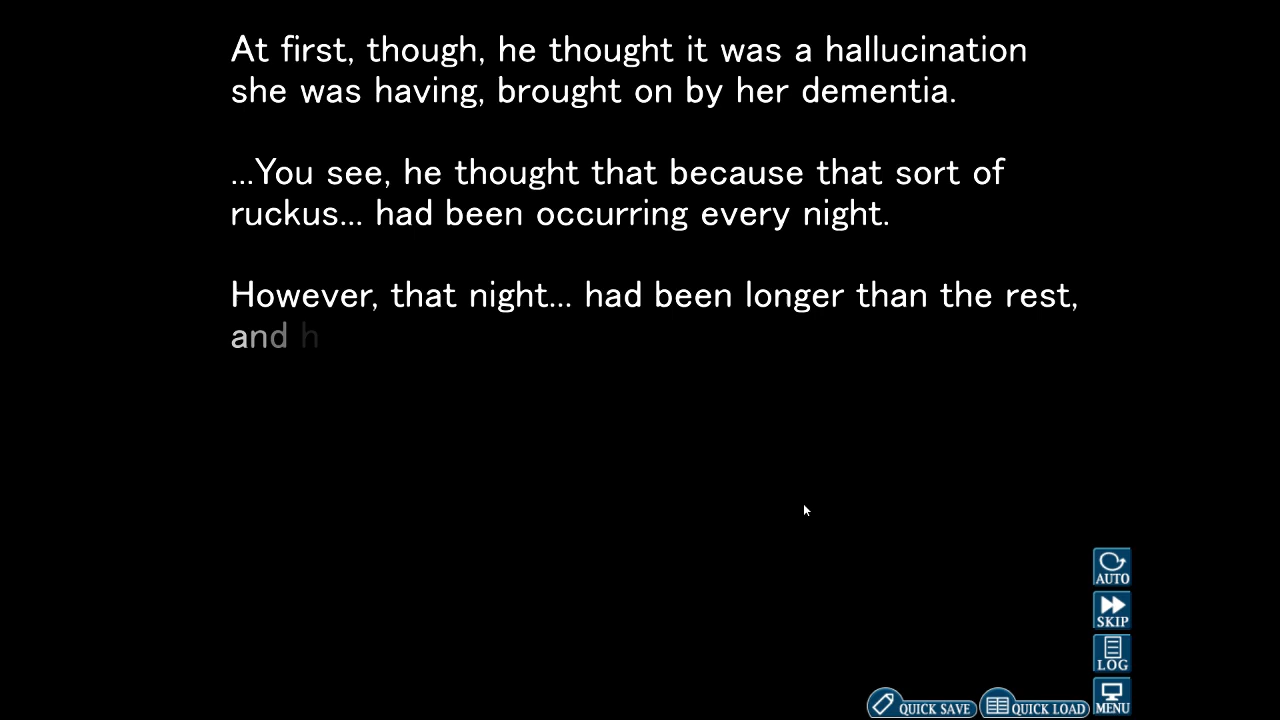 At first, though, he thought it was a hallucination
she was having, brought on by her dementia.
...You see, he thought that because that sort of
ruckus... had been occurring every night.
However, that night... had been longer than the rest,
and h
AUTO
SKIP
LOG
QUICK SAVE
QUICK LOAD
MENU